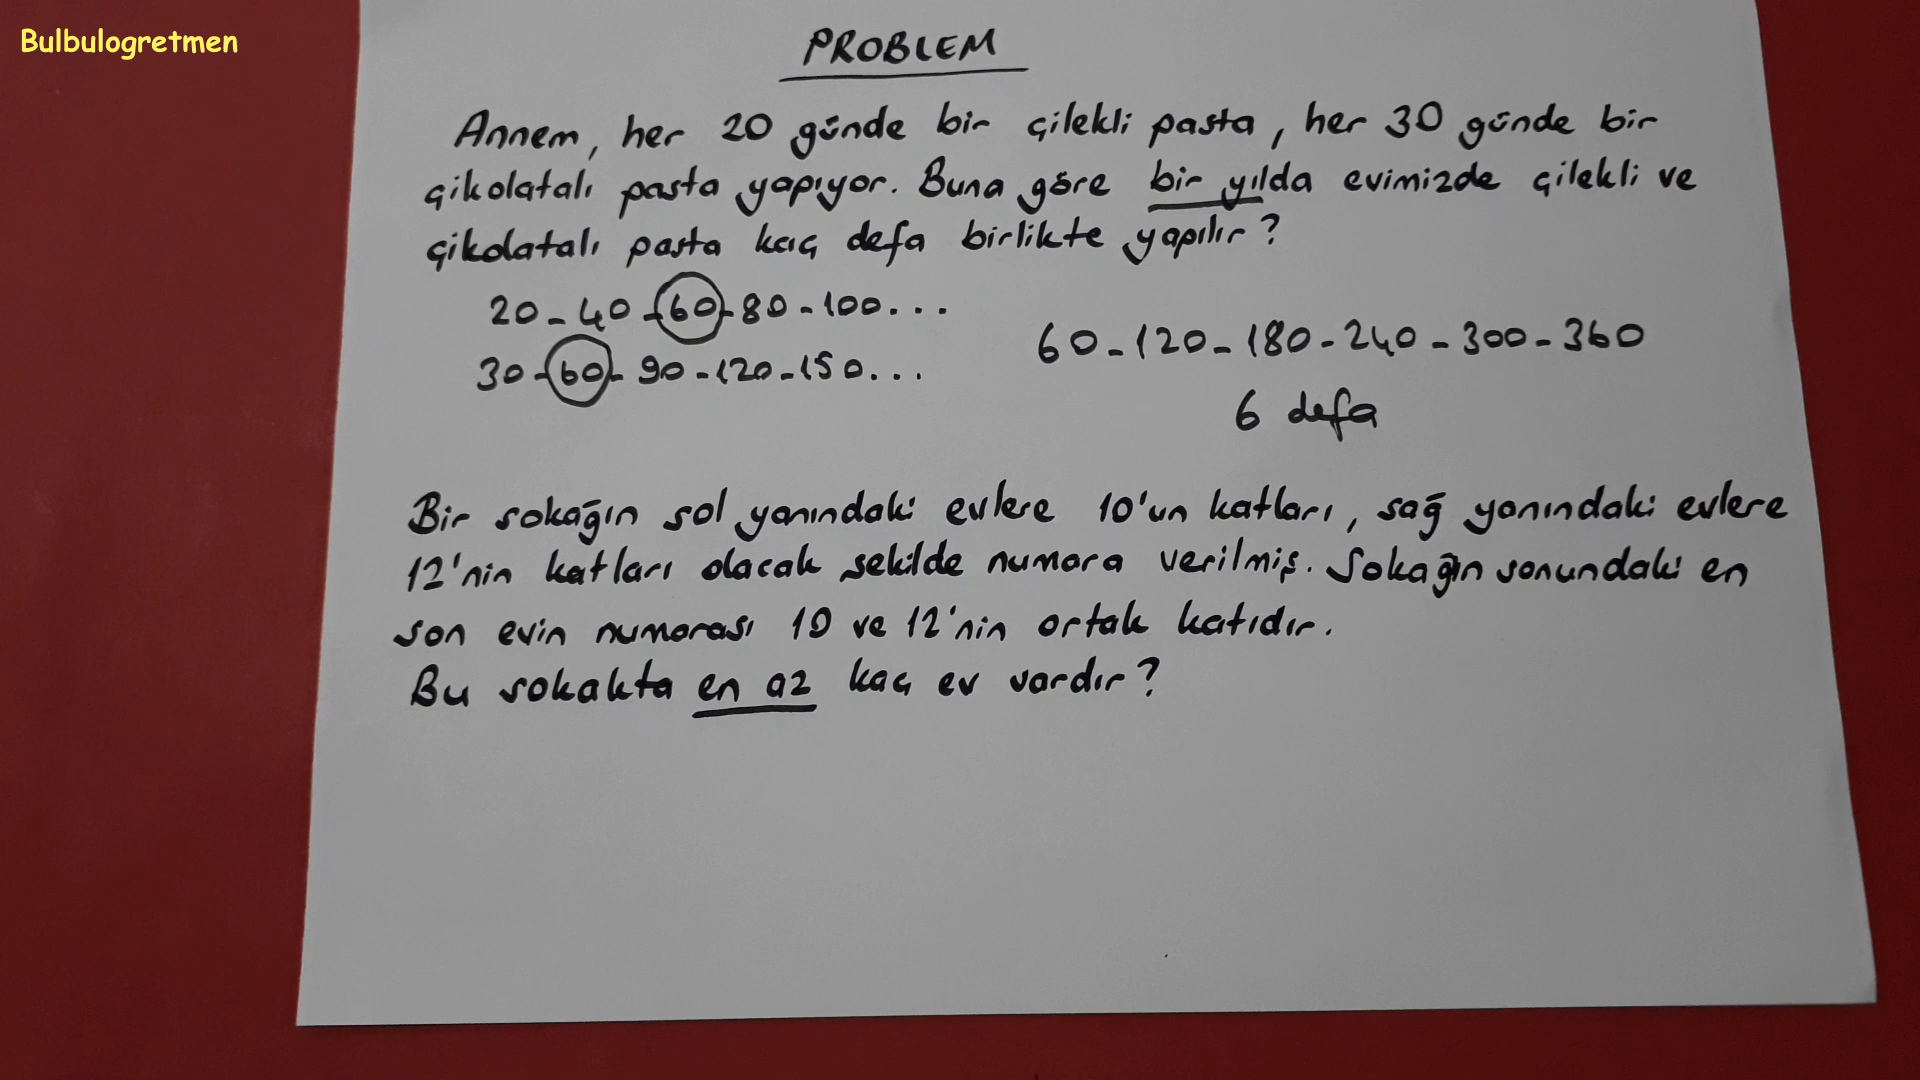 Bulbulogretmen
PROBLEM
Annem, her 20 günde bir çilekli pasta, her 30 günde bir
çikolatalı pasta yapıyor. Buna göre bir yılda evimizde çilekli ve
çikolatalı pasta kaç defa birlikte yapılır?
20-40-60-80-100...
30-60-90-120-150...
60-120-180-240-300-360
6 defa
Bir sokağın sol yanındaki evlere 10'un katları, sağ yanındaki evlere
12'nin katları olacak şekilde numara verilmiş. Sokağın sonundaki en
son evin numarası 10 ve 12'nin ortak katıdır.
Bu sokakta en az kaç ev vardır?